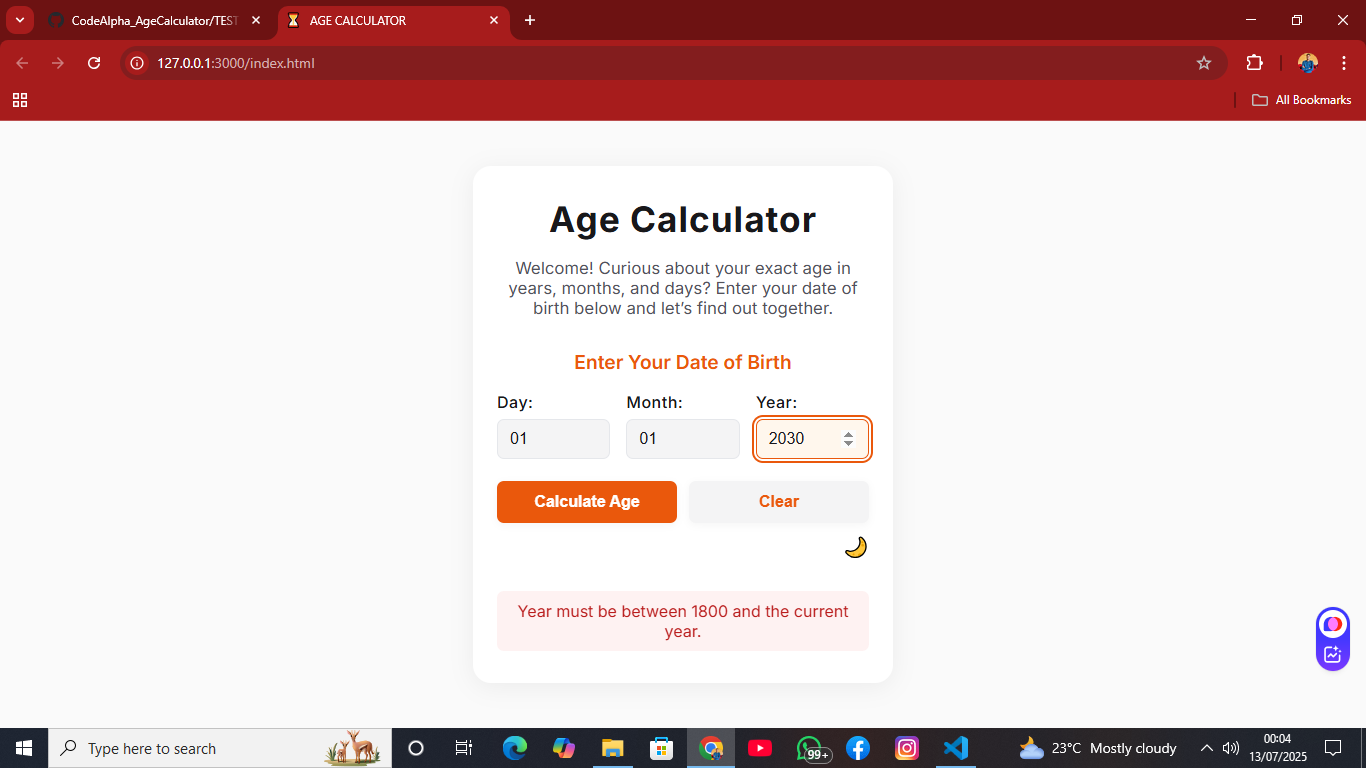 CodeAlpha_AgeCalculator/TEST
AGE CALCULATOR
127.0.0.1:3000/index.html
All Bookmarks
Age Calculator
Welcome! Curious about your exact age in
years, months, and days? Enter your date of
birth below and let’s find out together.
Enter Your Date of Birth
Day: Month: Year:
01 01 2030
Calculate Age Clear
Year must be between 1800 and the current
year.
Type here to search
99+
23°C Mostly cloudy
00:04
13/07/2025